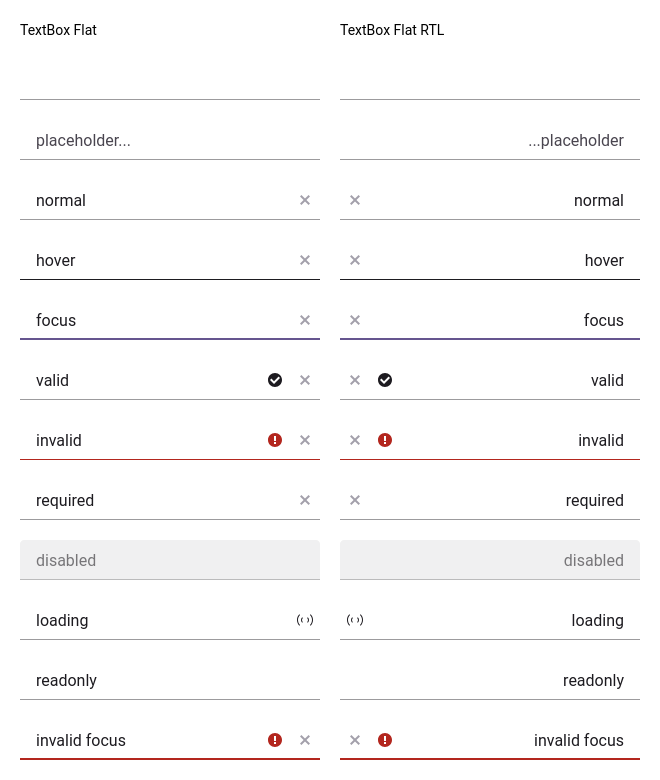 TextBox Flat
TextBox Flat RTL
placeholder...
...placeholder
normal
normal
hover
hover
focus
focus
valid
valid
invalid
invalid
required
required
disabled
disabled
loading
loading
readonly
readonly
invalid focus
invalid focus